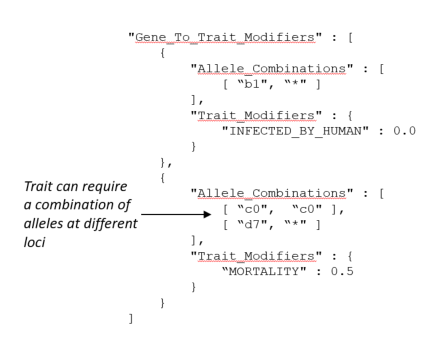 "Gene_To_Trait_Modifiers" : [
{
"Allele_Combinations" : [
[ “b1”, “*” ]
],
"Trait_Modifiers" : {
"INFECTED_BY_HUMAN" : 0.0
}
},
{
"Allele_Combinations" : [
[ “c0”, “c0” ],
[ “d7”, “*” ]
],
"Trait_Modifiers" : {
“MORTALITY" : 0.5
}
}
]
Trait can require
a combination of
alleles at different
loci